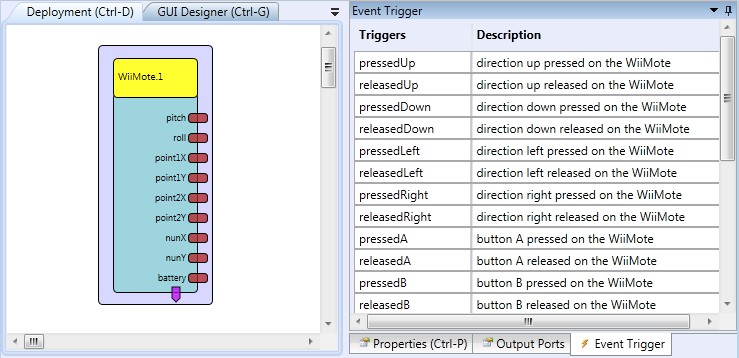 Deployment (Ctrl-D)
GUI Designer (Ctrl-G)
WiiMote.1
pitch
roll
point1X
point1Y
point2X
point2Y
nunX
nunY
battery
Event Trigger
Triggers Description
pressedUp direction up pressed on the WiiMote
releasedUp direction up released on the WiiMote
pressedDown direction down pressed on the WiiMote
releasedDown direction down released on the WiiMote
pressedLeft direction left pressed on the WiiMote
releasedLeft direction left released on the WiiMote
pressedRight direction right pressed on the WiiMote
releasedRight direction right released on the WiiMote
pressedA button A pressed on the WiiMote
releasedA button A released on the WiiMote
pressedB button B pressed on the WiiMote
releasedB button B released on the WiiMote
Properties (Ctrl-P)
Output Ports
Event Trigger